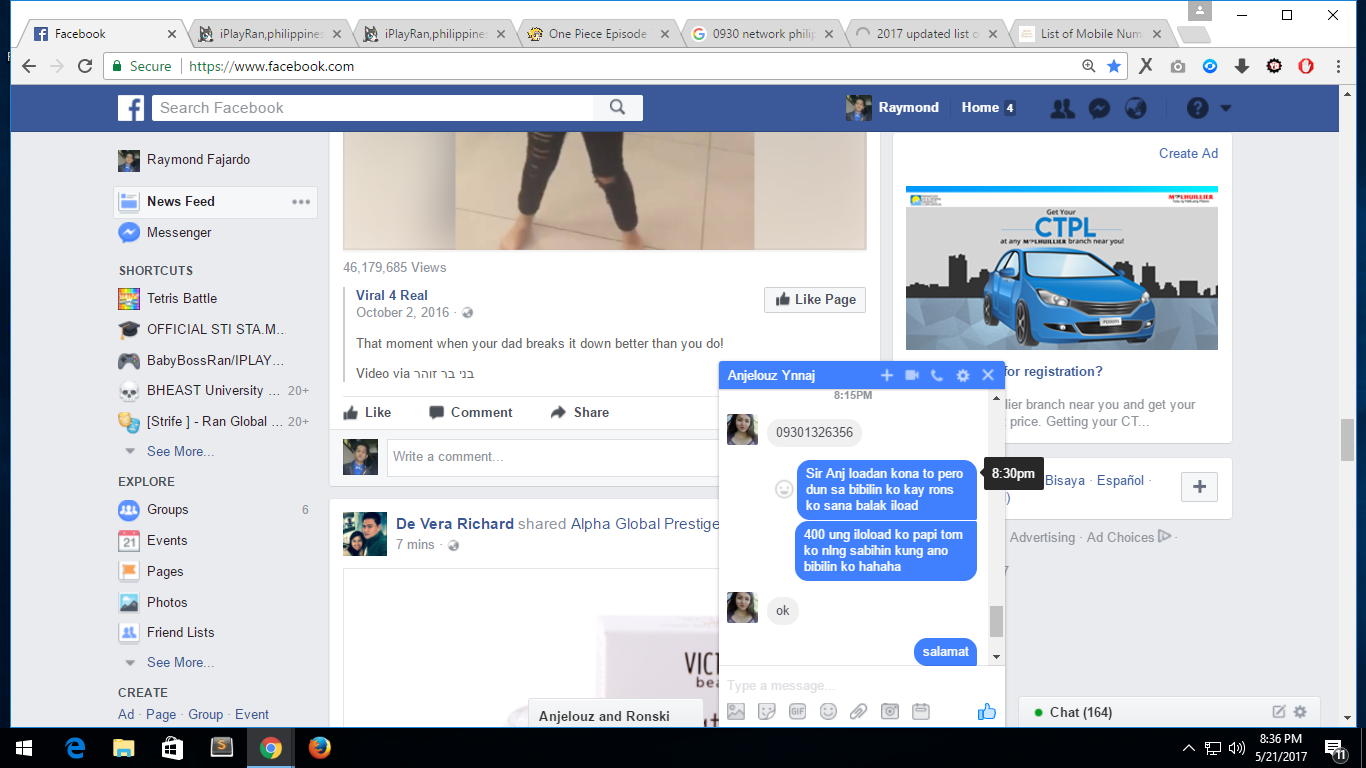 Facebook
iPlayRan,philippines
iPlayRan,philippines
One Piece Episode
0930 network philip
2017 updated list o
List of Mobile Num
Secure
https://www.facebook.com
Search Facebook
Raymond
Home 4
Raymond Fajardo
News Feed
Messenger
SHORTCUTS
Tetris Battle
OFFICIAL STI STA.M...
BabyBossRan/IPLAY...
BHEAST University ... 20+
[Strife ] - Ran Global ... 20+
See More...
EXPLORE
Groups 6
Events
Pages
Photos
Friend Lists
See More...
CREATE
Ad · Page · Group · Event
46,179,685 Views
Viral 4 Real
October 2, 2016 ·
Like Page
That moment when your dad breaks it down better than you do!
Video via בני בר זוהר
Like Comment Share
Write a comment...
De Vera Richard shared Alpha Global Prestige
7 mins ·
VICT
bea
Anjelouz and Ronski
Create Ad
MLHUILLIER
Get Your
CTPL
at any MLHUILLIER branch near you!
for registration?
lier branch near you and get your
price. Getting your CT...
Bisaya · Español ·
Advertising · Ad Choices ·
Anjelouz Ynnaj
8:15PM
09301326356
Sir Anj loadan kona to pero
dun sa bibilin ko kay rons
ko sana balak iload
8:30pm
400 ung iloload ko papi tom
ko nlng sabihin kung ano
bibilin ko hahaha
ok
salamat
Type a message...
GIF
Chat (164)
8:36 PM
5/21/2017
11